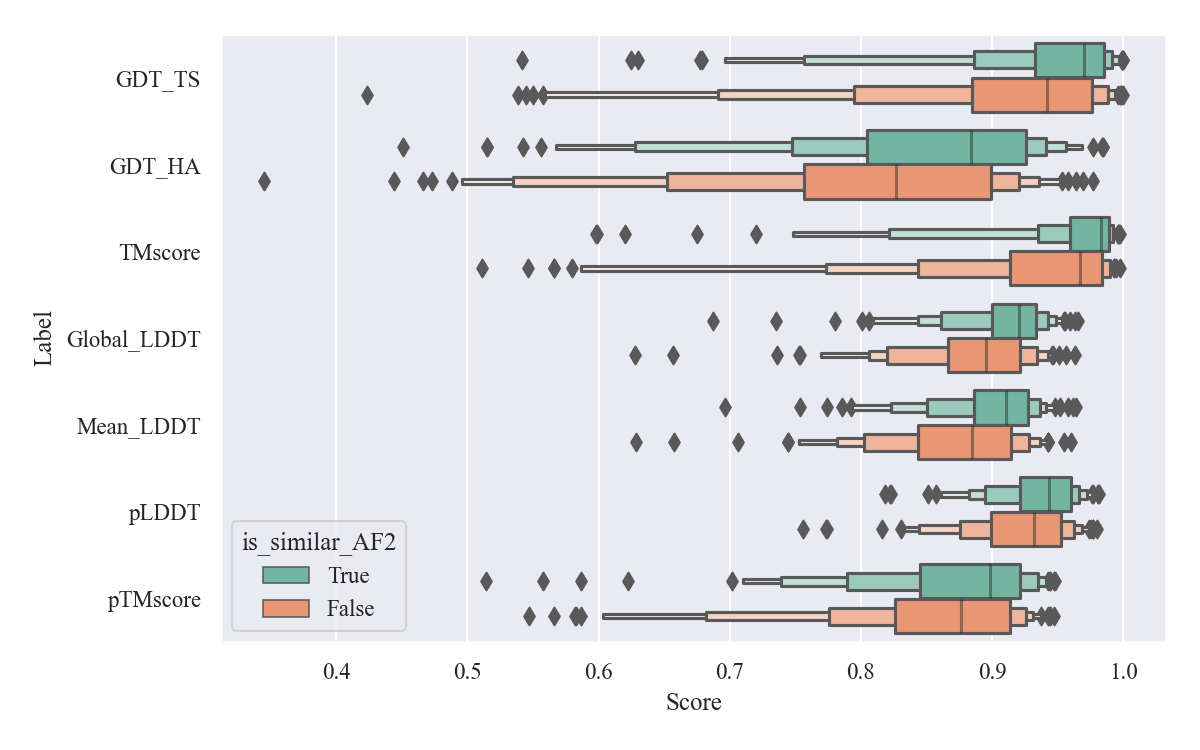 GDT_TS
GDT_HA
TMscore
Global_LDDT
Mean_LDDT
pLDDT
pTMscore
Label
is_similar_AF2
True
False
0.4 0.5 0.6 0.7 0.8 0.9 1.0
Score